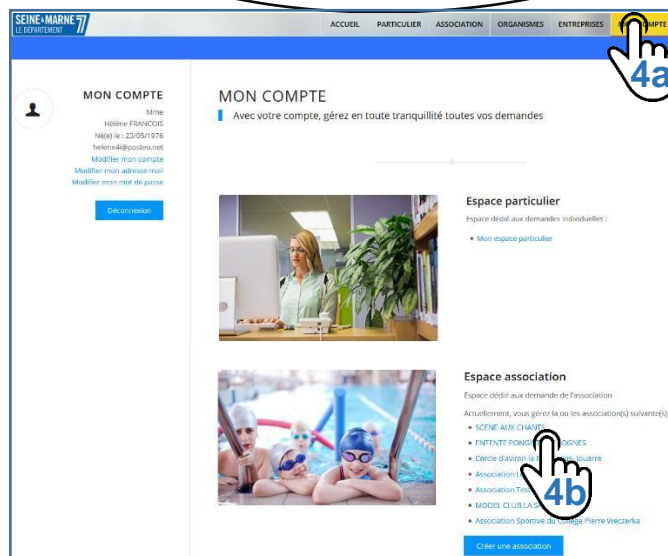 SEINE&MARNE 77
LE DÉPARTEMENT
ACCUEIL PARTICULIER ASSOCIATION ORGANISMES ENTREPRISES COMPTE
4a
MON COMPTE
Mme
Hélène FRANCOIS
Né(e) le : 23/05/1976
helene4i@posteo.net
Modifier mon compte
Modifier mon adresse mail
Modifier mon mot de passe
Déconnexion
MON COMPTE
Avec votre compte, gérez en toute tranquillité toutes vos demandes
Espace particulier
Espace dédié aux demandes individuelles :
Mon espace particulier
Espace association
Espace dédié aux demande de l'association
Actuellement, vous gérez la ou les association(s) suivante(s)
SCENE AUX CHANTS
ENTENTE
Cercle d'aviron la Jouarre
Association
Association
MODEL CLUB LA
4b
Association Sportive du Collège Pierre Weczerka
Créer une association